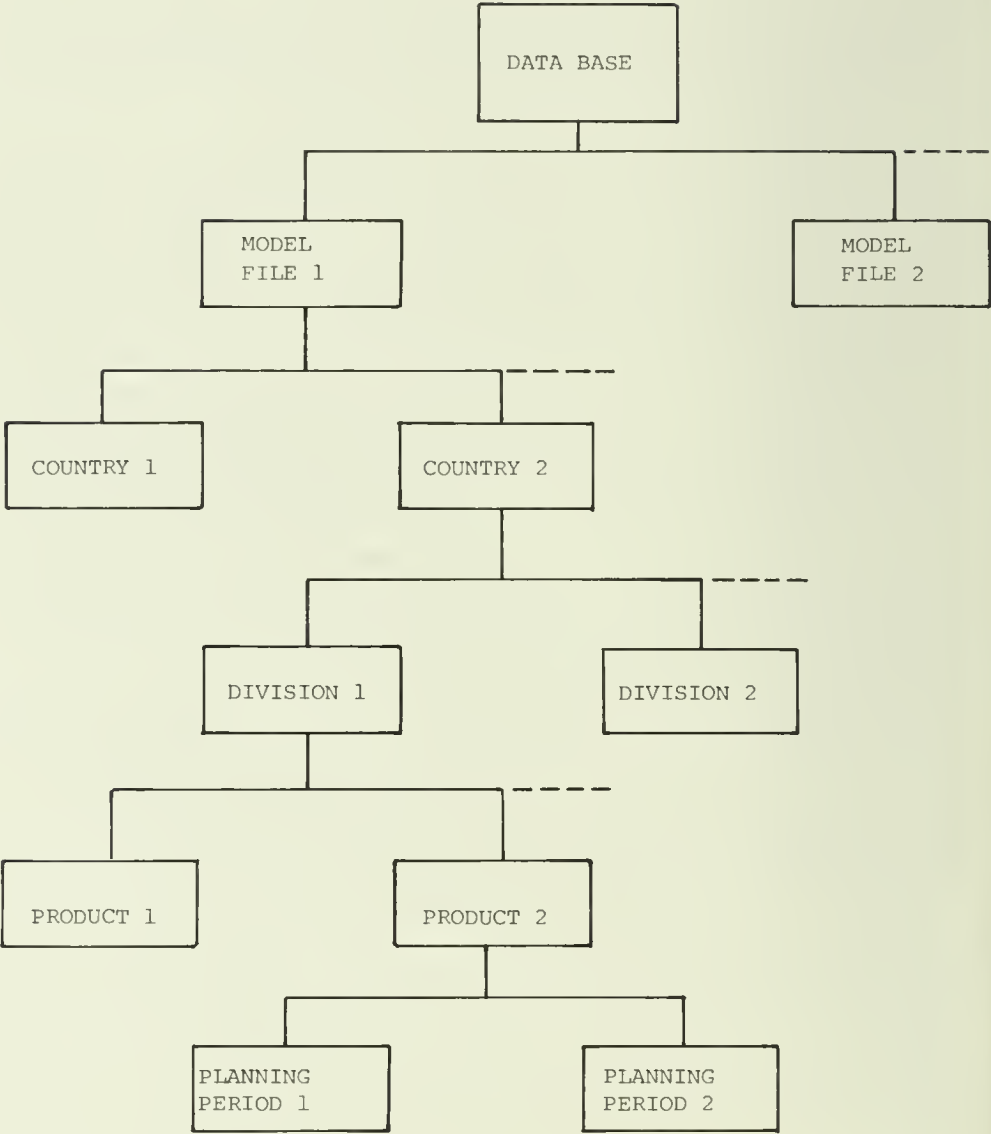 DATA BASE
MODEL
FILE 1
MODEL
FILE 2
COUNTRY 1
COUNTRY 2
DIVISION 1
DIVISION 2
PRODUCT 1
PRODUCT 2
PLANNING
PERIOD 1
PLANNING
PERIOD 2